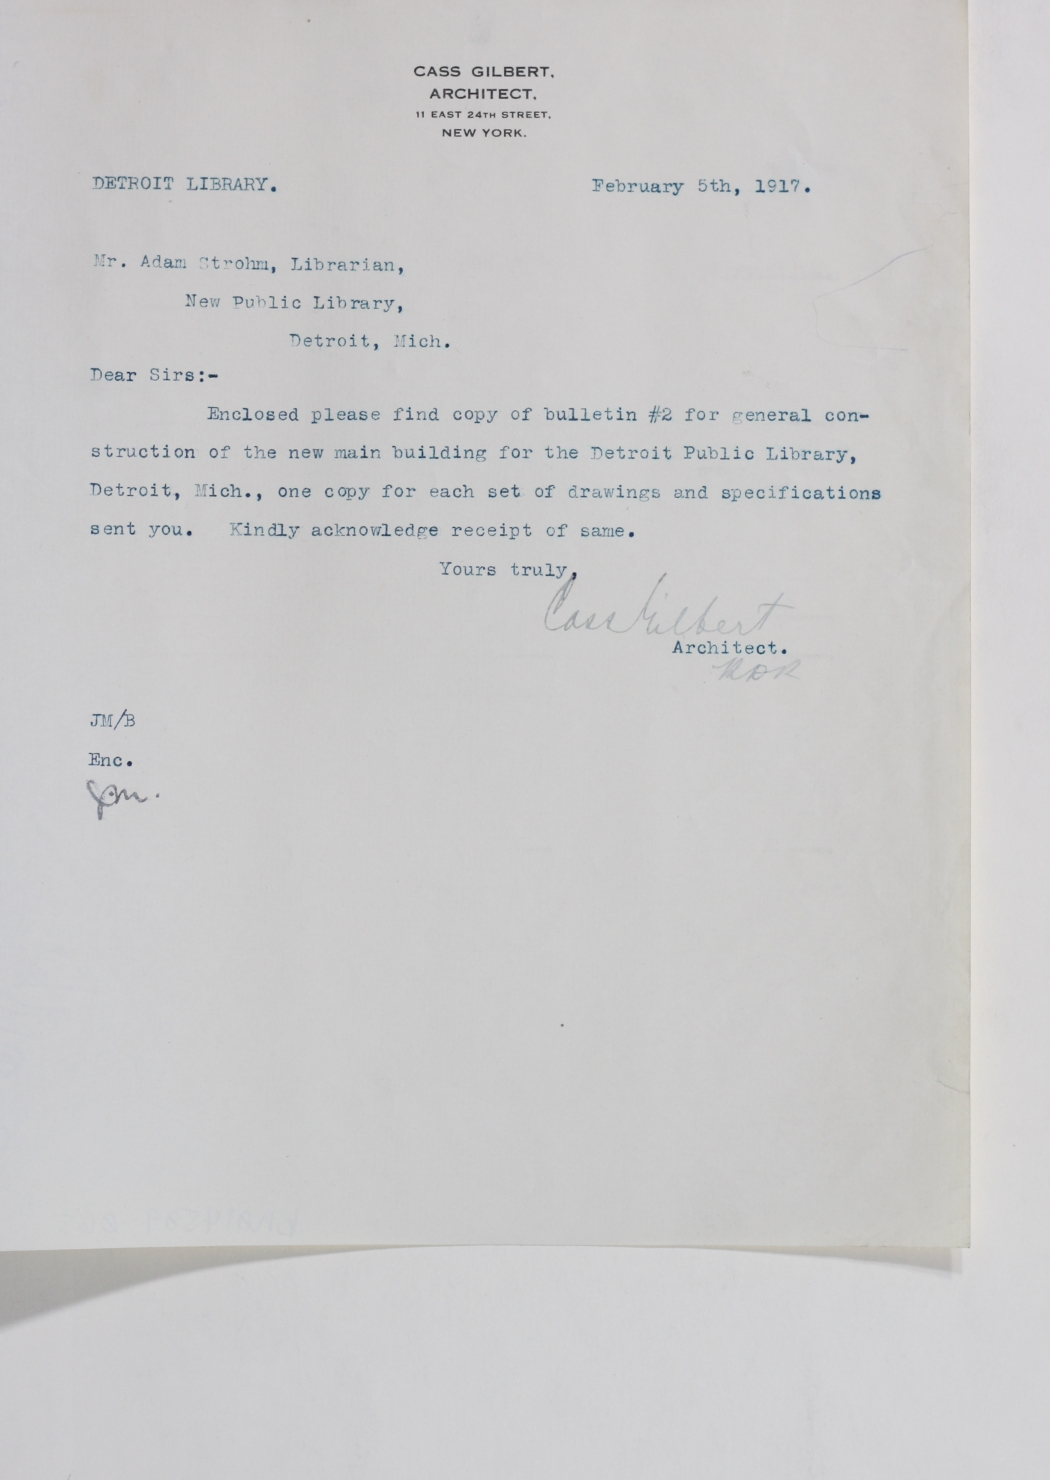 CASS GILBERT,
ARCHITECT,
11 EAST 24TH STREET,
NEW YORK.
DETROIT LIBRARY. February 5th, 1917.
Mr. Adam Strohm, Librarian,
New Public Library,
Detroit, Mich.
Dear Sirs:-
Enclosed please find copy of bulletin #2 for general con-
struction of the new main building for the Detroit Public Library,
Detroit, Mich., one copy for each set of drawings and specifications
sent you. Kindly acknowledge receipt of same.
Yours truly,
Cass Gilbert
Architect.
JM/B
Enc.